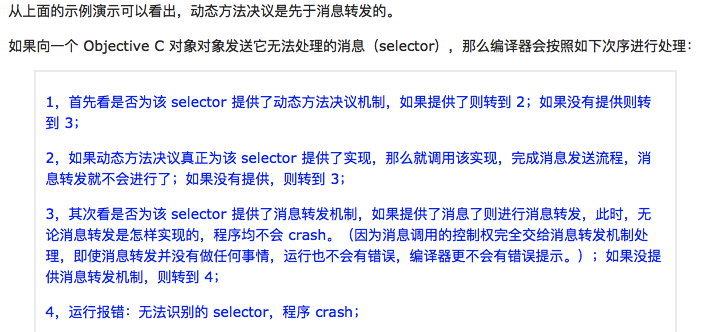 从上面的示例演示可以看出，动态方法决议是先于消息转发的。
如果向一个 Objective C 对象对象发送它无法处理的消息（selector），那么编译器会按照如下次序进行处理：
1，首先看是否为该 selector 提供了动态方法决议机制，如果提供了则转到 2；如果没有提供则转
到 3；
2，如果动态方法决议真正为该 selector 提供了实现，那么就调用该实现，完成消息发送流程，消
息转发就不会进行了；如果没有提供，则转到 3；
3，其次看是否为该 selector 提供了消息转发机制，如果提供了消息了则进行消息转发，此时，无
论消息转发是怎样实现的，程序均不会 crash。（因为消息调用的控制权完全交给消息转发机制处
理，即使消息转发并没有做任何事情，运行也不会有错误，编译器更不会有错误提示。）；如果没提
供消息转发机制，则转到 4；
4，运行报错：无法识别的 selector，程序 crash；